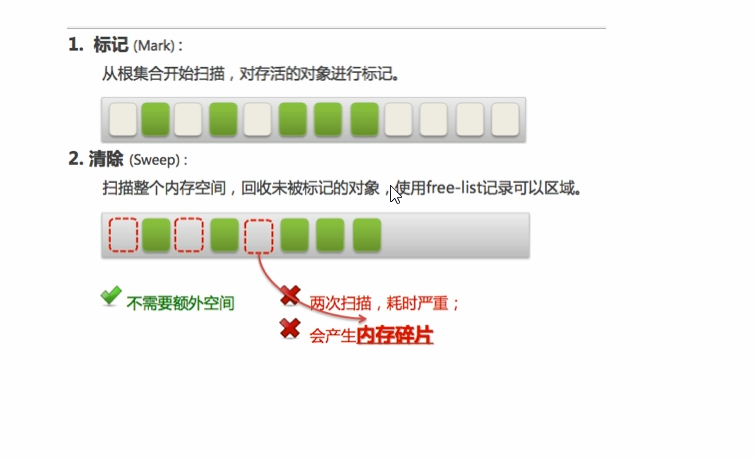 1. 标记 (Mark) :
从根集合开始扫描，对存活的对象进行标记。
2. 清除 (Sweep) :
扫描整个内存空间，回收未被标记的对象，使用free-list记录可以区域。
不需要额外空间
两次扫描，耗时严重；
会产生内存碎片